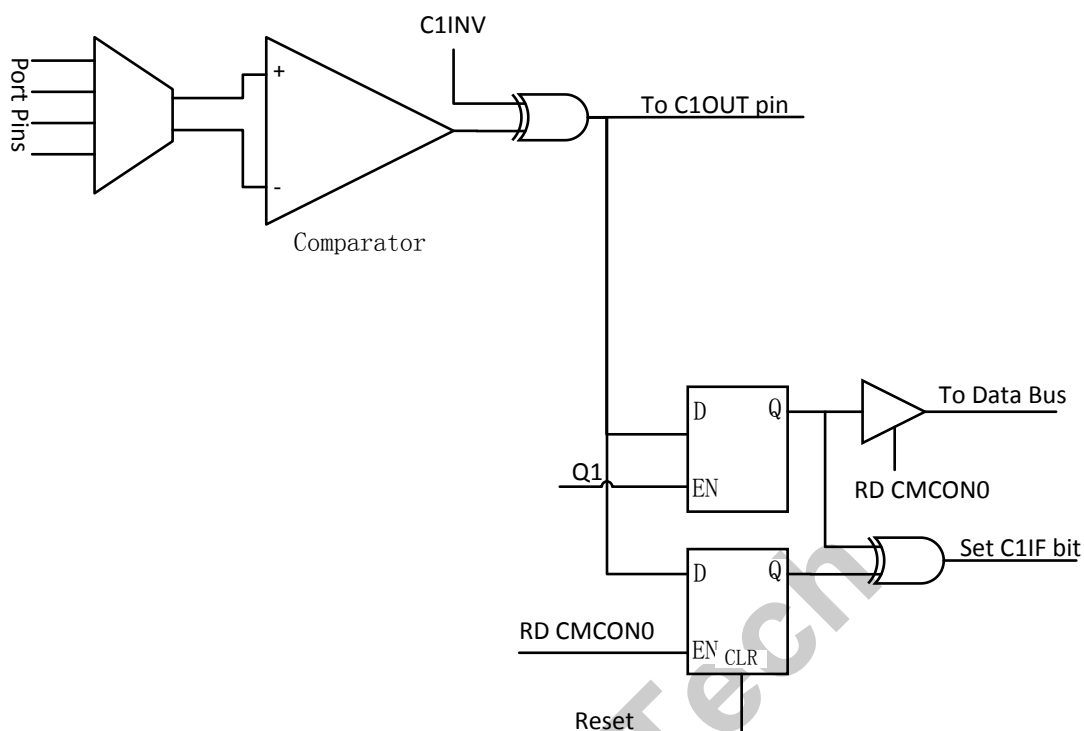 C1INV
Port Pins
+
-
To C1OUT pin
Comparator
D Q
To Data Bus
Q1
EN
RD CMCON0
Set C1IF bit
D Q
RD CMCON0
EN CLR
Reset
Tech